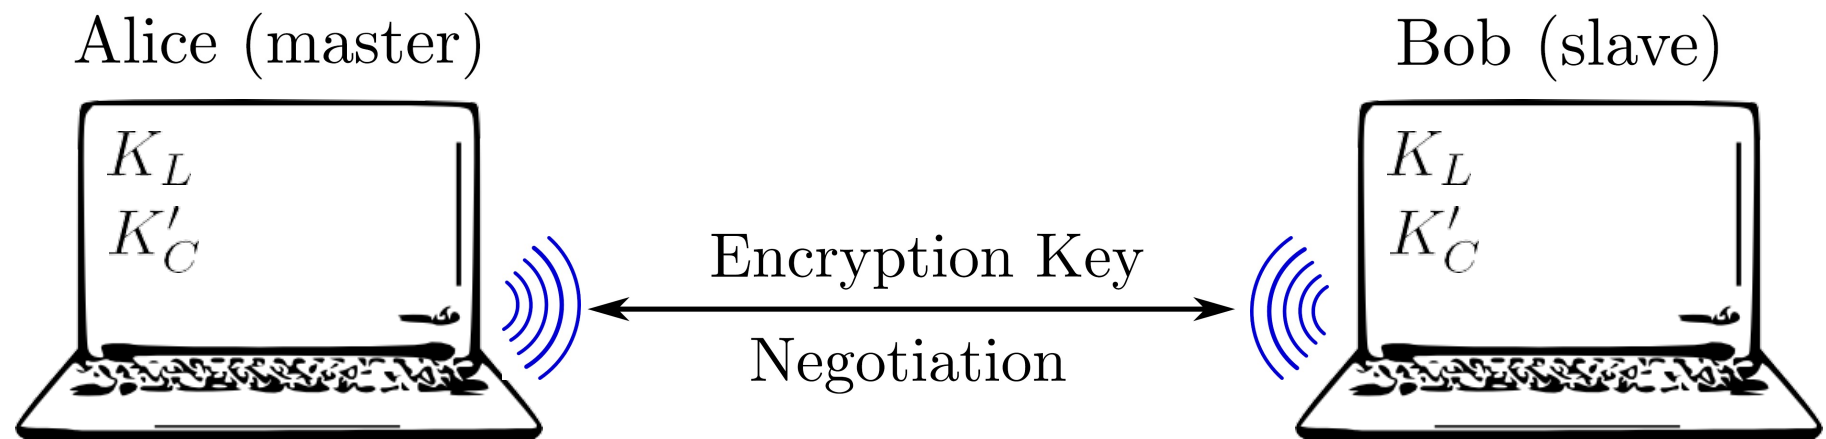 Alice (master)
Bob (slave)
K_L
K'_C
K_L
K'_C
Encryption Key
Negotiation